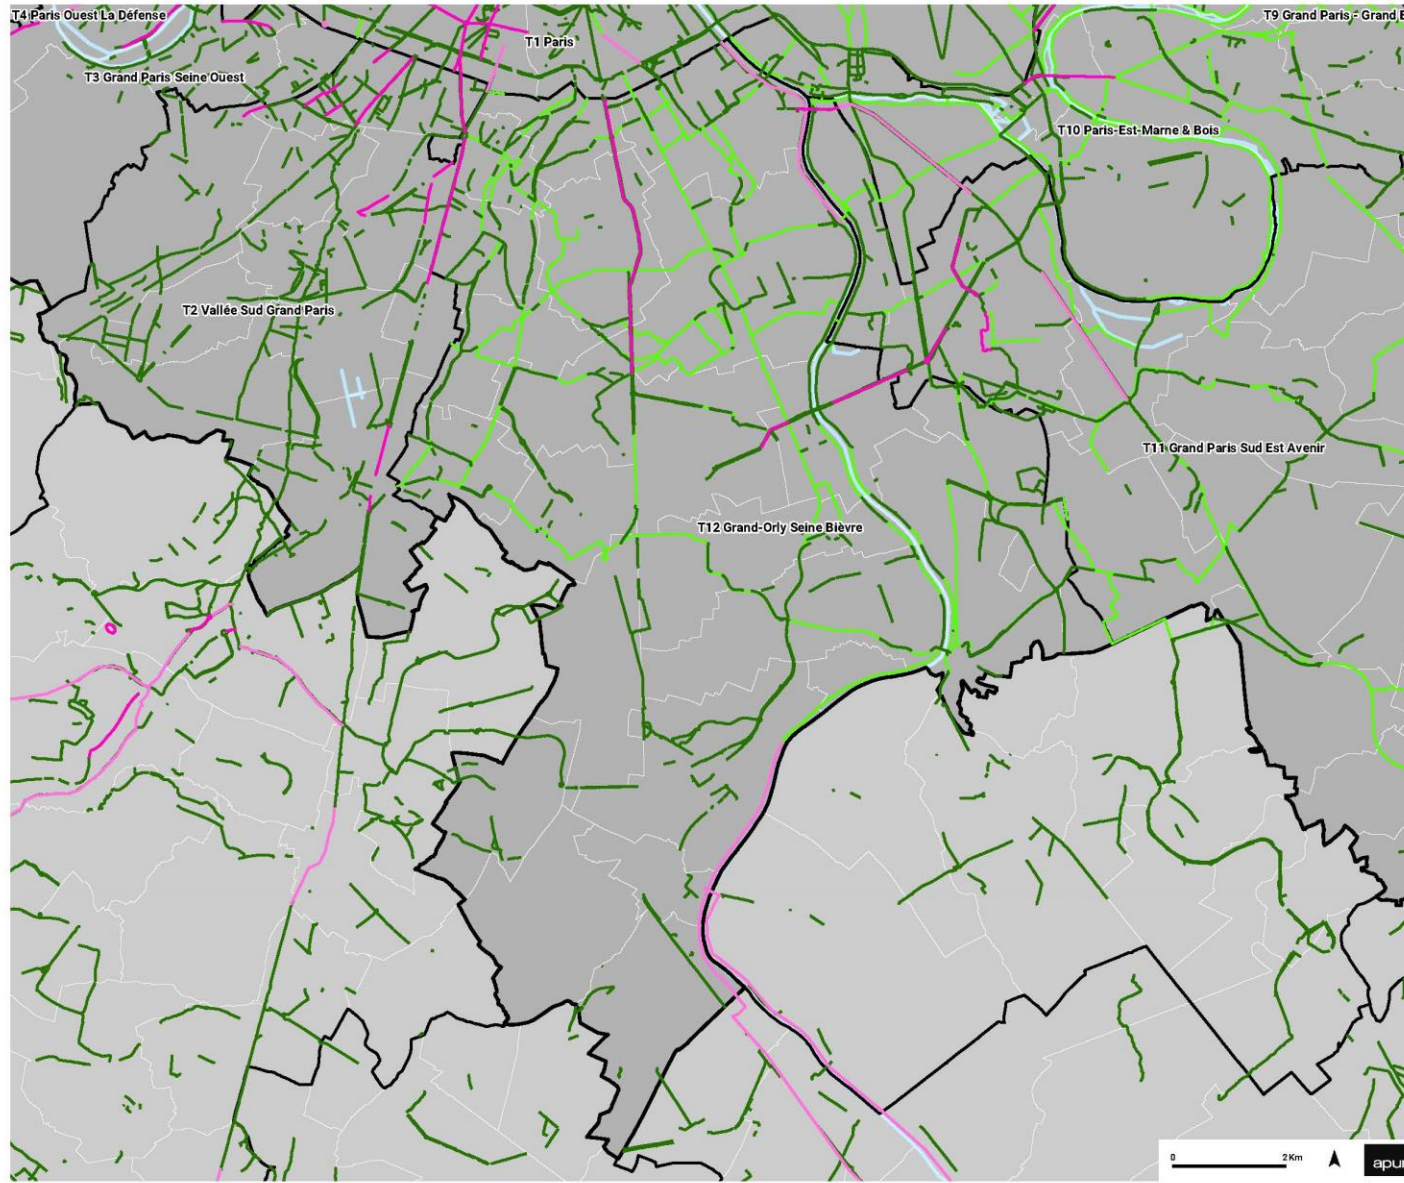 T4 Paris Ouest La Défense
T1 Paris
T9 Grand Paris - Grand
T3 Grand Paris Seine Ouest
T10 Paris-Est-Marne & Bois
T2 Vallée Sud Grand Paris
T11 Grand Paris Sud Est Avenir
T12 Grand-Orly Seine Bièvre
0 2 Km
apur